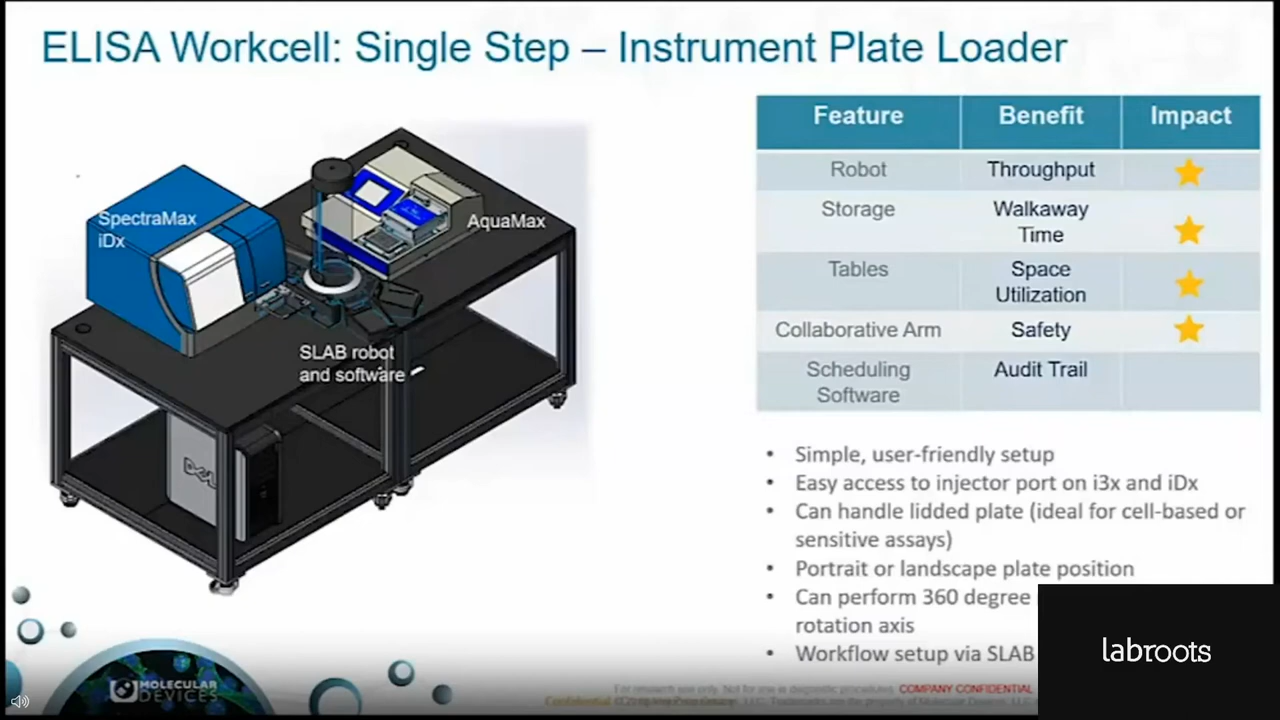 ELISA Workcell: Single Step – Instrument Plate Loader
SpectraMax
iDx
AquaMax
SLAB robot
and software
DELL
Feature Benefit Impact
Robot Throughput
Storage Walkaway
Time
Tables Space
Utilization
Collaborative Arm Safety
Scheduling Audit Trail
Software
• Simple, user-friendly setup
• Easy access to injector port on i3x and iDx
• Can handle lidded plate (ideal for cell-based or
sensitive assays)
• Portrait or landscape plate position
• Can perform 360 degree
rotation axis
• Workflow setup via SLAB
labroots
MOLECULAR
DEVICES
For research use only. Not for use in diagnostic procedures. COMPANY CONFIDENTIAL
Confidential